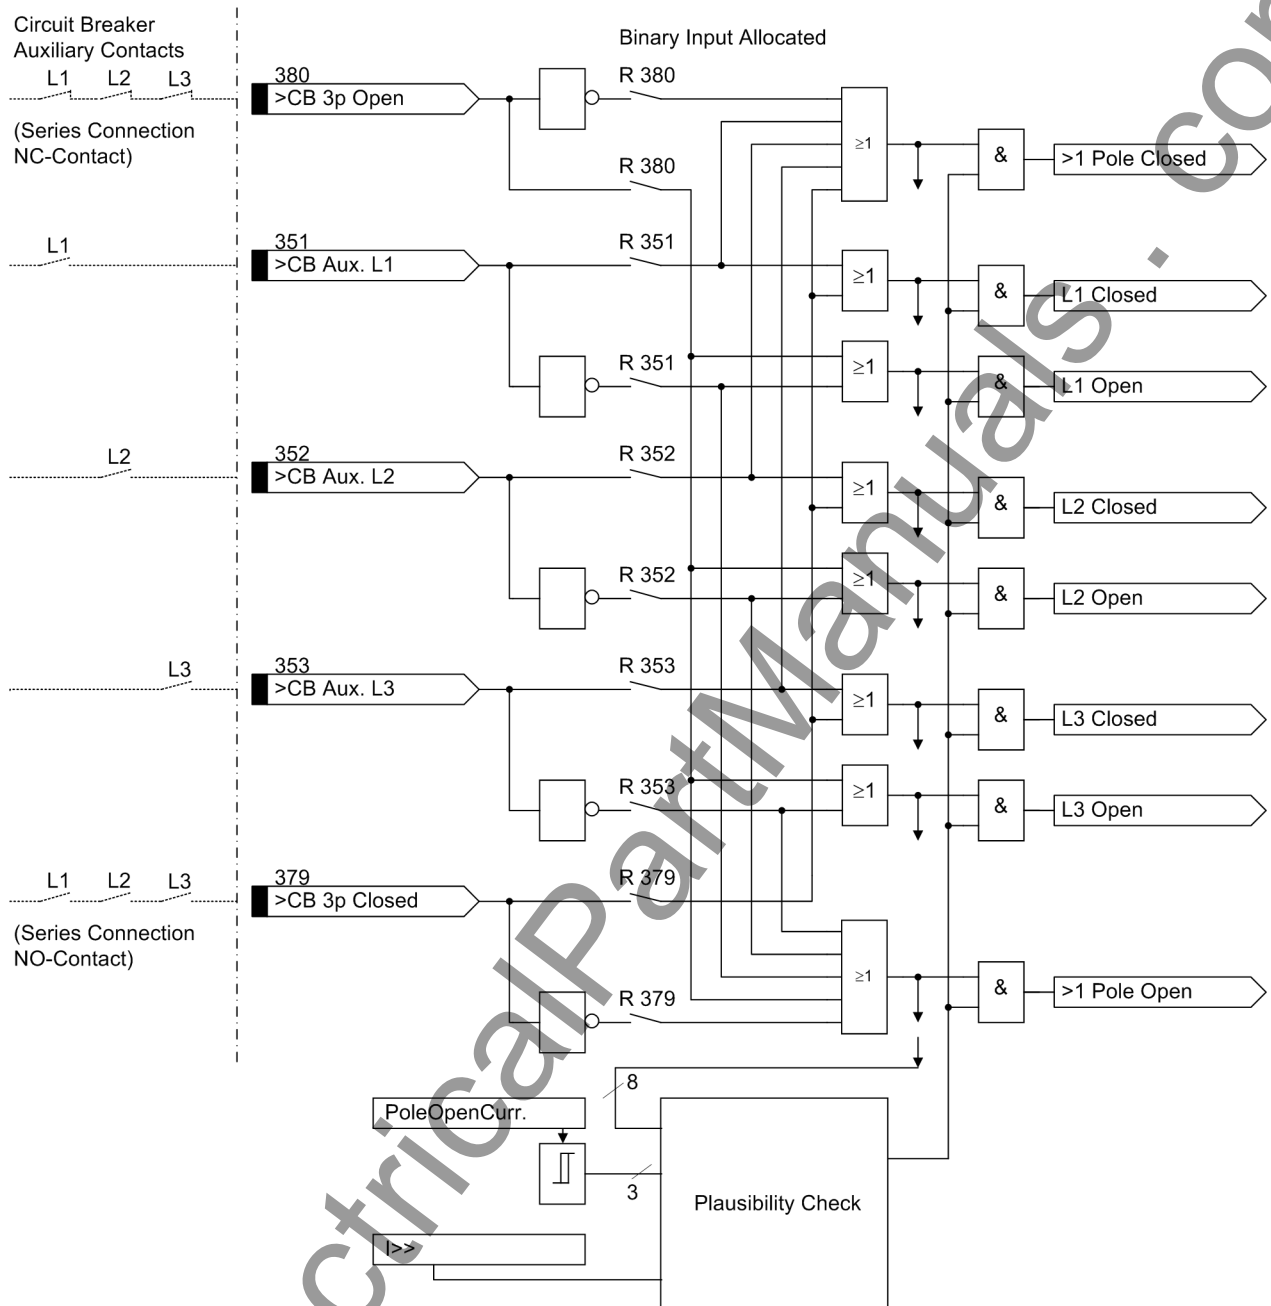 Circuit Breaker
Auxiliary Contacts
Binary Input Allocated
L1 L2 L3
380
>CB 3p Open
R 380
≥1
(Series Connection
NC-Contact)
R 380
&
>1 Pole Closed
L1
351
>CB Aux. L1
R 351
≥1
&
L1 Closed
R 351
≥1
&
L1 Open
L2
352
>CB Aux. L2
R 352
≥1
&
L2 Closed
R 352
≥1
&
L2 Open
L3
353
>CB Aux. L3
R 353
≥1
&
L3 Closed
R 353
≥1
&
L3 Open
L1 L2 L3
379
>CB 3p Closed
R 379
(Series Connection
NO-Contact)
≥1
&
>1 Pole Open
R 379
8
PoleOpenCurr.
3
Plausibility Check
I>>
ctricalPartManuals . com